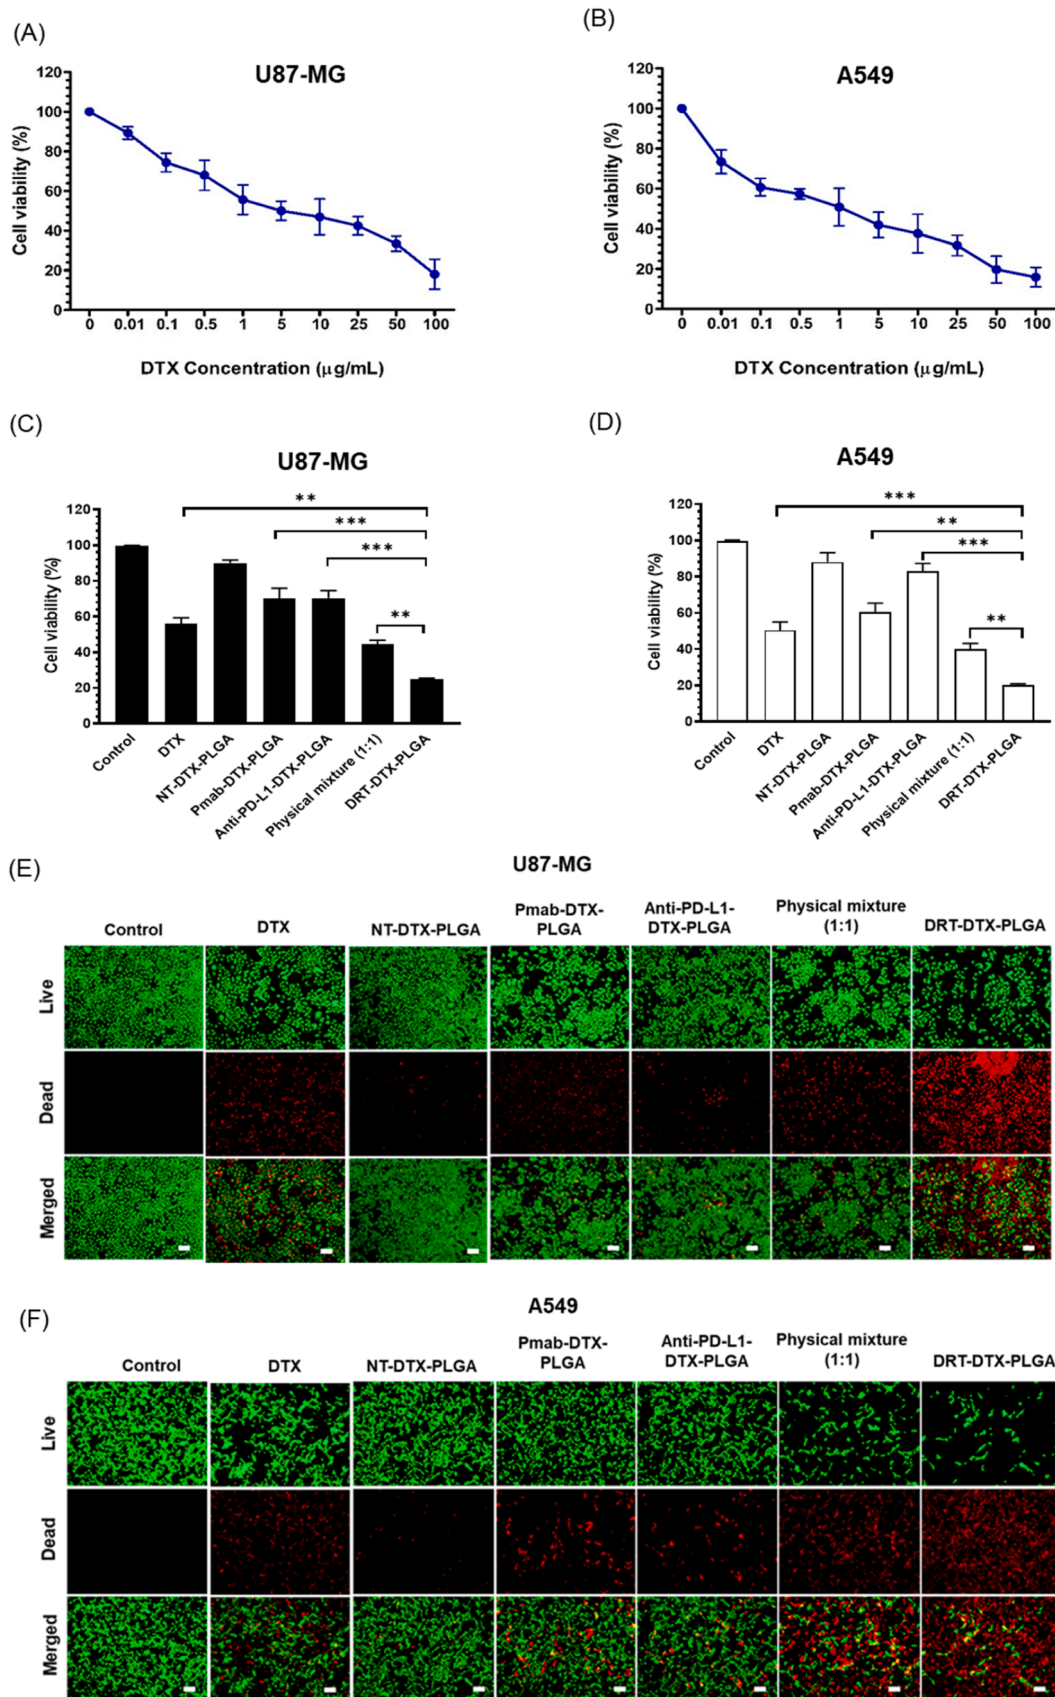 (A)
U87-MG
Cell viability (%)
120
100
80
60
40
20
0
0 0.01 0.1 0.5 1 5 10 25 50 100
DTX Concentration (μg/mL)
(B)
A549
Cell viability (%)
120
100
80
60
40
20
0
0 0.01 0.1 0.5 1 5 10 25 50 100
DTX Concentration (μg/mL)
(C)
U87-MG
Cell viability (%)
120
100
80
60
40
20
0
**
***
***
**
Control
DTX
NT-DTX-PLGA
Pmab-DTX-PLGA
Anti-PD-L1-DTX-PLGA
Physical mixture (1:1)
DRT-DTX-PLGA
(D)
A549
Cell viability (%)
120
100
80
60
40
20
0
***
**
***
**
Control
DTX
NT-DTX-PLGA
Pmab-DTX-PLGA
Anti-PD-L1-DTX-PLGA
Physical mixture (1:1)
DRT-DTX-PLGA
(E)
U87-MG
Control
DTX
NT-DTX-PLGA
Pmab-DTX-
PLGA
Anti-PD-L1-
DTX-PLGA
Physical mixture
(1:1)
DRT-DTX-PLGA
Live
Dead
Merged
(F)
A549
Control
DTX
NT-DTX-PLGA
Pmab-DTX-
PLGA
Anti-PD-L1-
DTX-PLGA
Physical mixture
(1:1)
DRT-DTX-PLGA
Live
Dead
Merged